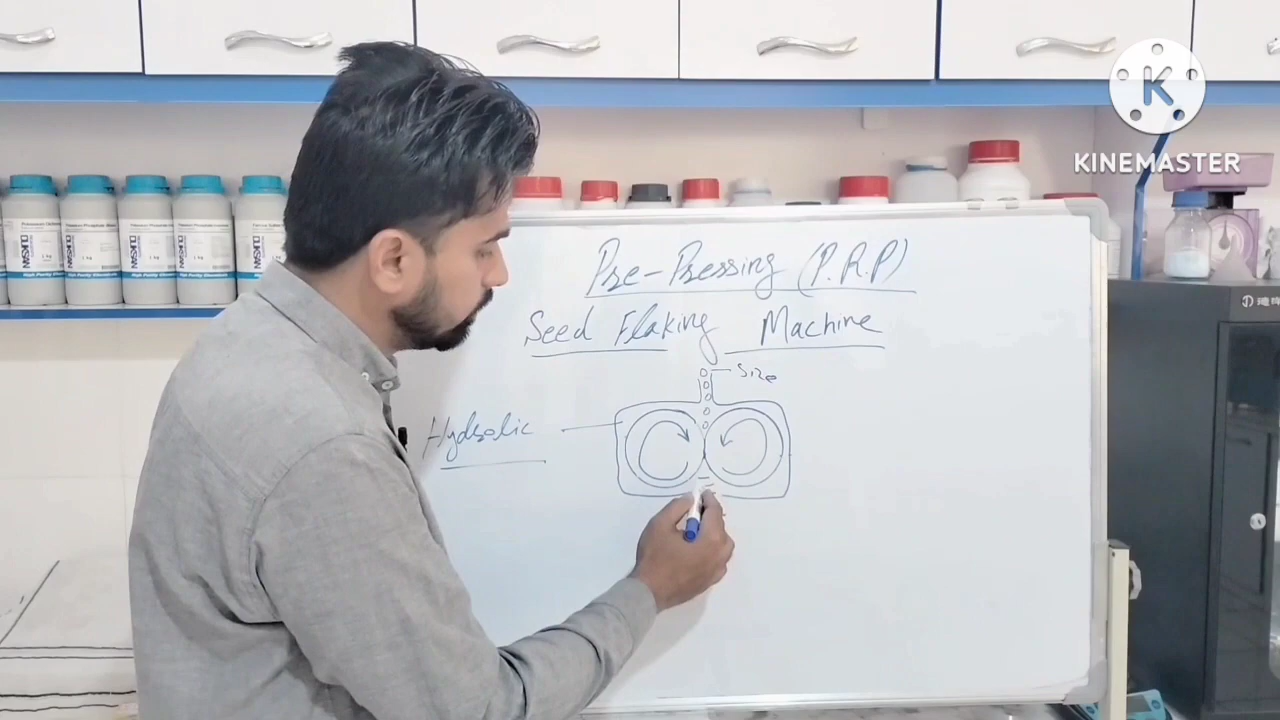 KINEMASTER
Pre-Pressing (P.R.P)
Seed Flaking Machine
Size
Hydrolic